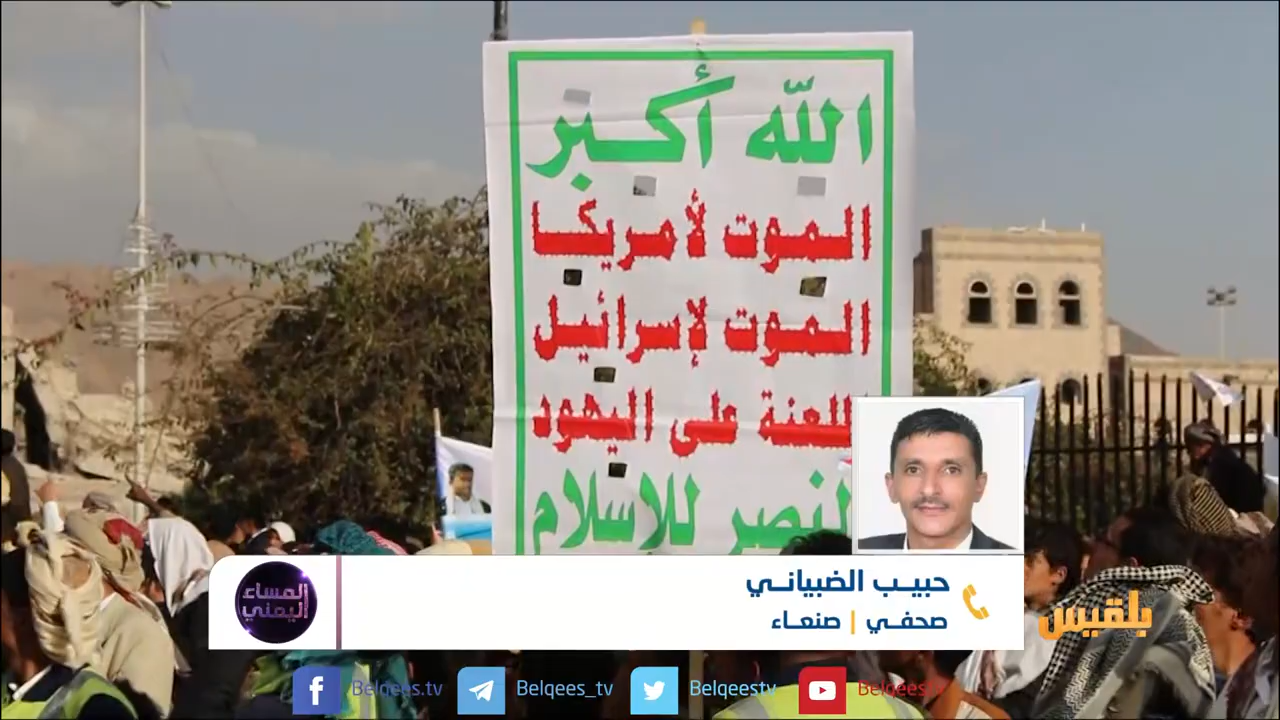 الله أكبر
الموت لأمريكا
الموت لإسرائيل
اللعنة على اليهود
النصر للإسلام
المساء
اليمني
حبيب الضبياني
صحفي | صنعاء
بلقيس
Belqees.tv
Belqees_tv
Belqeestv
Belqeestv